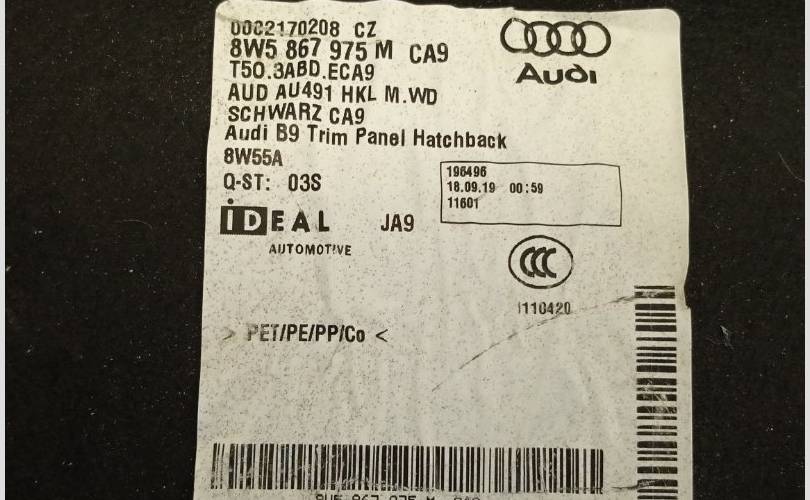 0002170208 CZ
8W5 867 975 M CA9
T50.3ABD.ECA9
AUD AU491 HKL M.WD
SCHWARZ CA9
Audi B9 Trim Panel Hatchback
8W55A
Q-ST: 03S
Audi
196496
18.09.19 00:59
11601
IDEAL JA9
AUTOMOTIVE
CCC
I110420
> PET/PE/PP/Co <